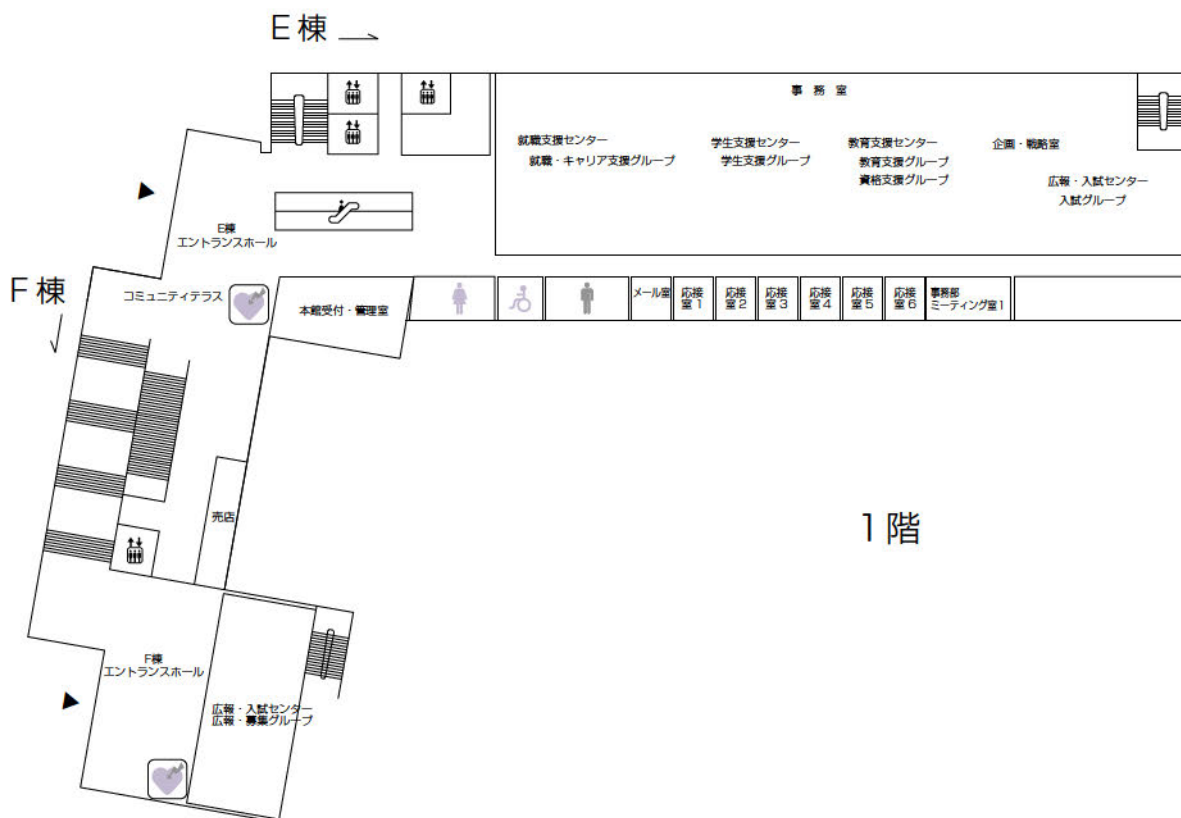 E棟
事務室
就職支援センター
就職・キャリア支援グループ
学生支援センター
学生支援グループ
教育支援センター
教育支援グループ
資格支援グループ
企画・戦略室
広報・入試センター
入試グループ
E棟
エントランスホール
F棟
コミュニティテラス
本館受付・管理室
メール室
応接
室1
応接
室2
応接
室3
応接
室4
応接
室5
応接
室6
事務部
ミーティング室1
売店
1階
F棟
エントランスホール
広報・入試センター
広報・募集グループ